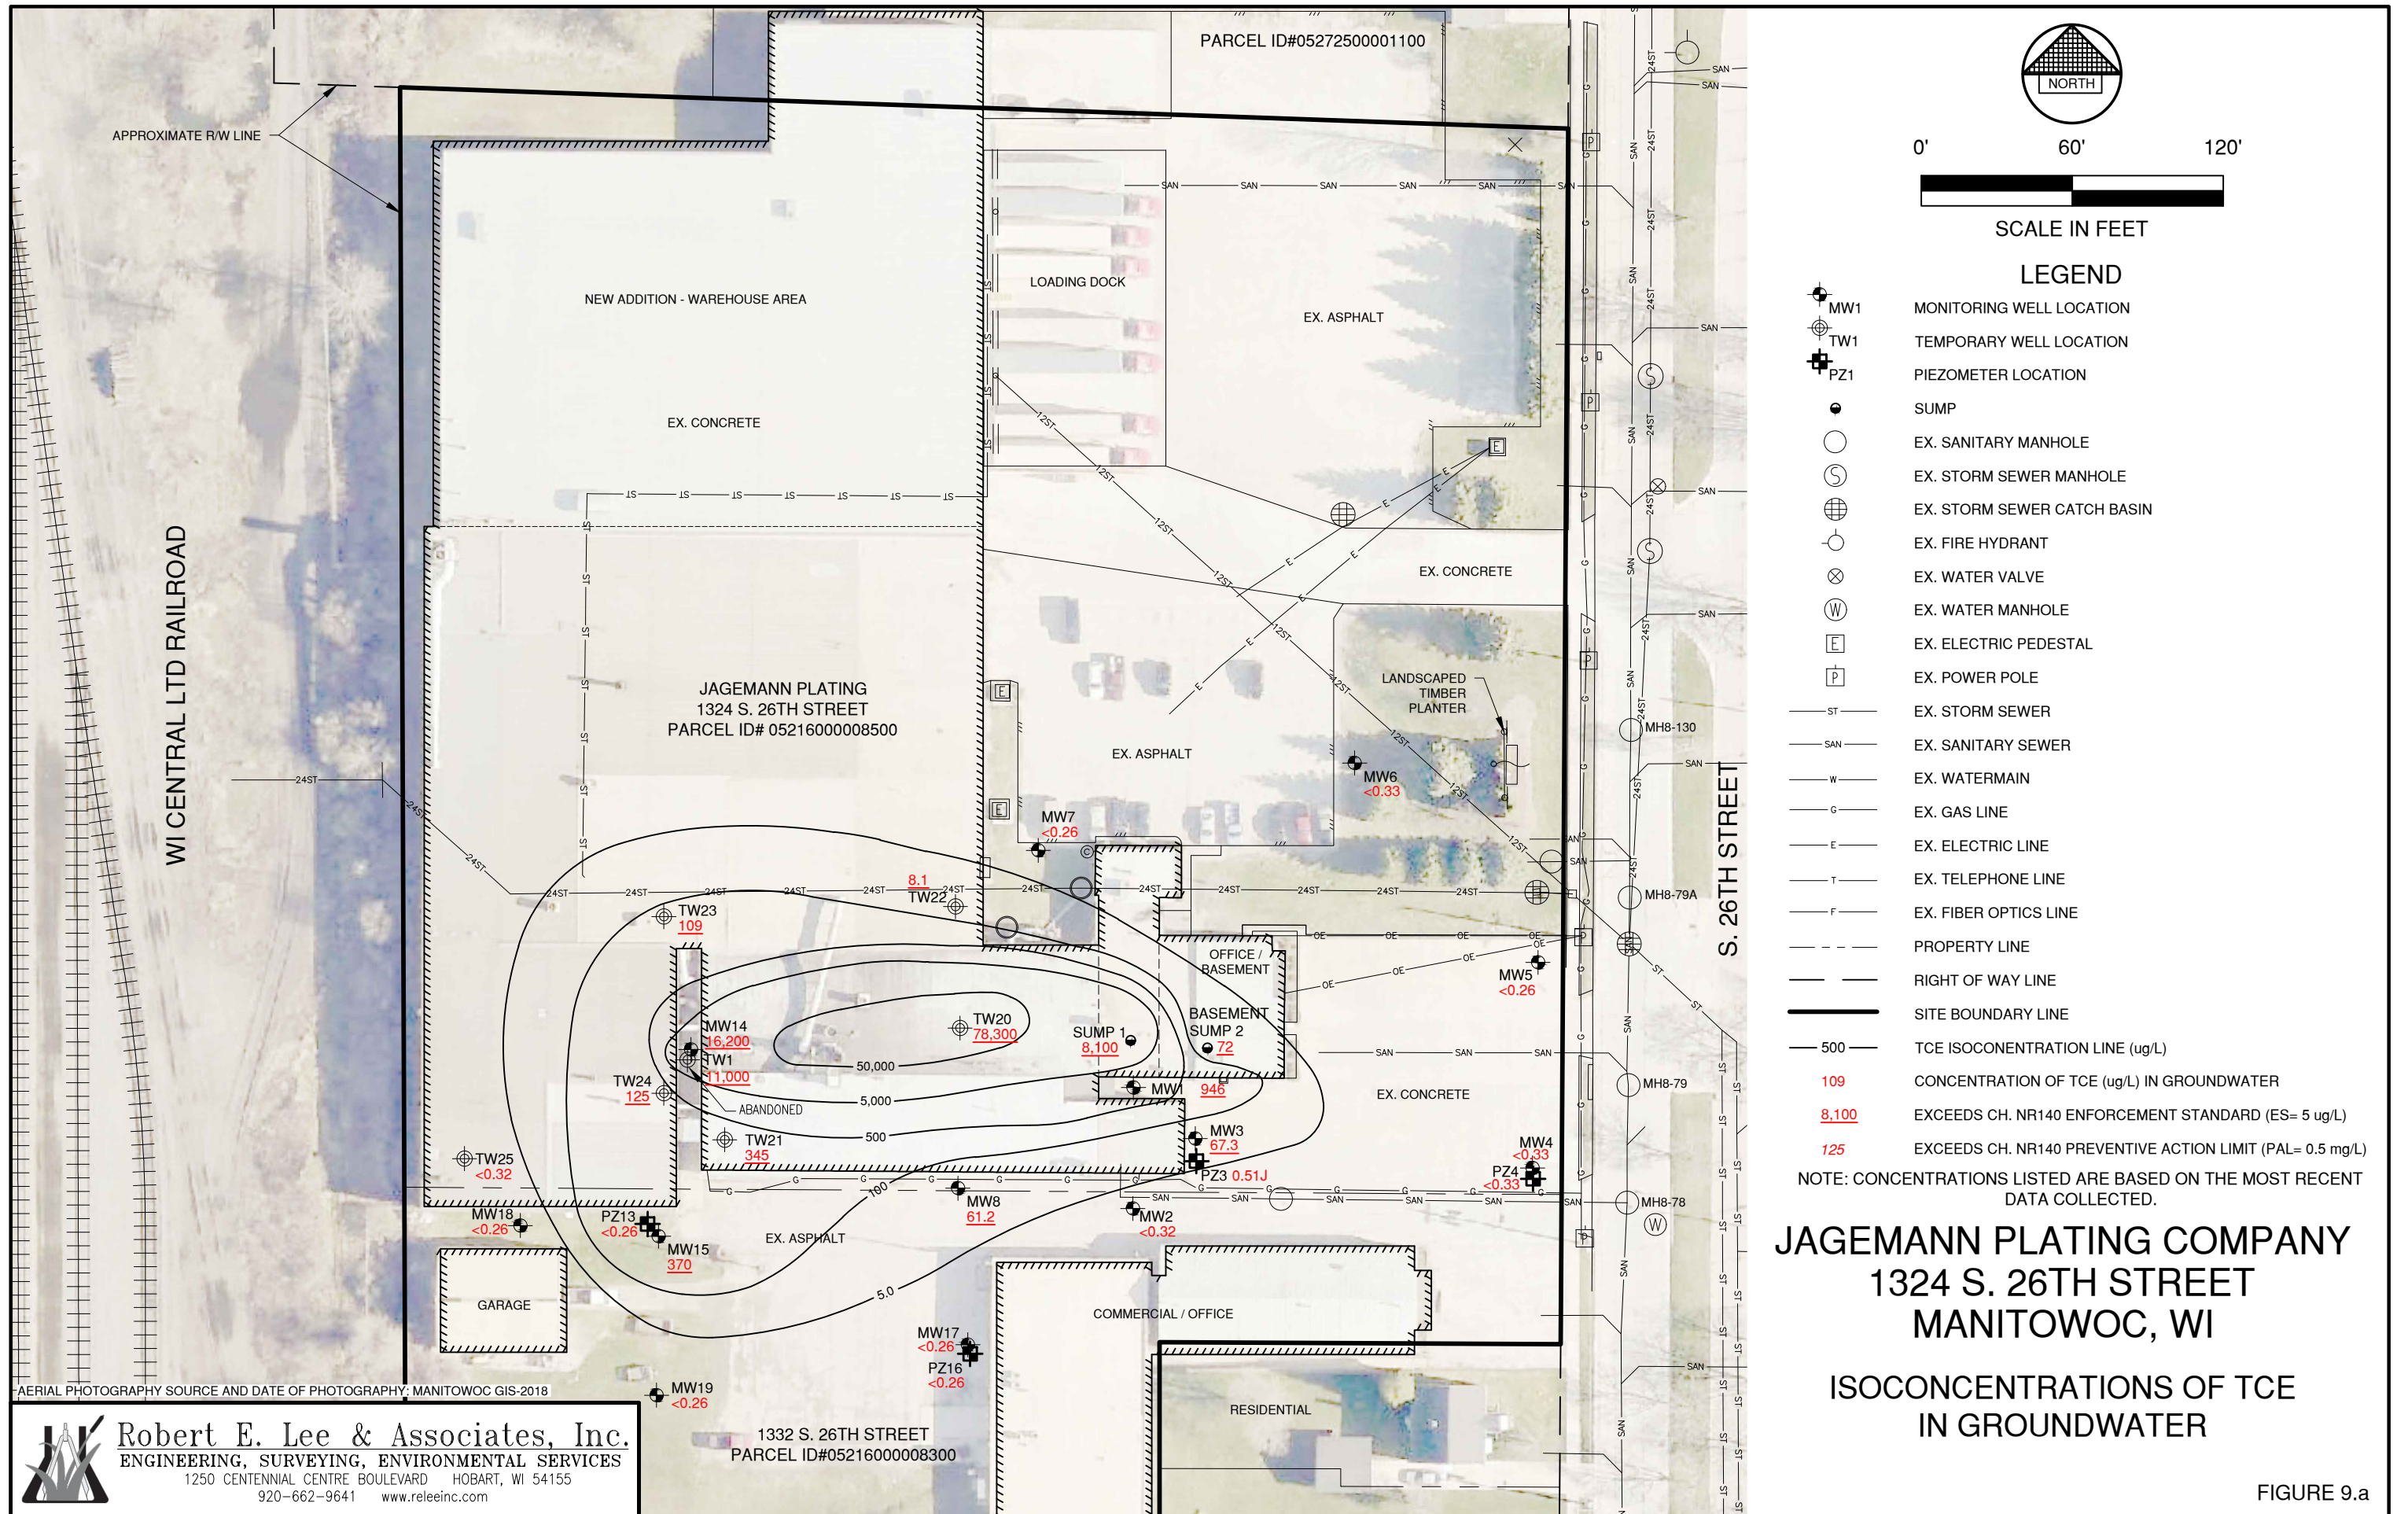 PARCEL ID#05272500001100
APPROXIMATE R/W LINE
NEW ADDITION - WAREHOUSE AREA
LOADING DOCK
EX. ASPHALT
EX. CONCRETE
EX. CONCRETE
WI CENTRAL LTD RAILROAD
JAGEMANN PLATING
1324 S. 26TH STREET
PARCEL ID# 05216000008500
EX. ASPHALT
LANDSCAPED
TIMBER
PLANTER
MW6
<0.33
MW7
<0.26
8.1
TW22
TW23
109
OFFICE /
BASEMENT
MW5
<0.26
S. 26TH STREET
MH8-130
MH8-79A
MH8-79
MH8-78
MW14
16,200
TW1
11,000
ABANDONED
TW20
78,300
SUMP 1
8,100
BASEMENT
SUMP 2
72
50,000
5,000
500
100
5.0
TW24
125
TW21
345
MW1
946
EX. CONCRETE
MW3
67.3
PZ3 0.51J
MW4
<0.33
PZ4
<0.33
TW25
<0.32
MW18
<0.26
PZ13
<0.26
MW15
370
EX. ASPHALT
MW8
61.2
MW2
<0.32
GARAGE
COMMERCIAL / OFFICE
MW17
<0.26
PZ16
<0.26
MW19
<0.26
RESIDENTIAL
1332 S. 26TH STREET
PARCEL ID#05216000008300
AERIAL PHOTOGRAPHY SOURCE AND DATE OF PHOTOGRAPHY: MANITOWOC GIS-2018
Robert E. Lee & Associates, Inc.
ENGINEERING, SURVEYING, ENVIRONMENTAL SERVICES
1250 CENTENNIAL CENTRE BOULEVARD HOBART, WI 54155
920-662-9641 www.releeinc.com
NORTH
0' 60' 120'
SCALE IN FEET
LEGEND
MW1 MONITORING WELL LOCATION
TW1 TEMPORARY WELL LOCATION
PZ1 PIEZOMETER LOCATION
SUMP
EX. SANITARY MANHOLE
S EX. STORM SEWER MANHOLE
EX. STORM SEWER CATCH BASIN
EX. FIRE HYDRANT
EX. WATER VALVE
W EX. WATER MANHOLE
E EX. ELECTRIC PEDESTAL
P EX. POWER POLE
ST EX. STORM SEWER
SAN EX. SANITARY SEWER
W EX. WATERMAIN
G EX. GAS LINE
E EX. ELECTRIC LINE
T EX. TELEPHONE LINE
F EX. FIBER OPTICS LINE
PROPERTY LINE
RIGHT OF WAY LINE
SITE BOUNDARY LINE
500 TCE ISOCONENTRATION LINE (ug/L)
109 CONCENTRATION OF TCE (ug/L) IN GROUNDWATER
8,100 EXCEEDS CH. NR140 ENFORCEMENT STANDARD (ES= 5 ug/L)
125 EXCEEDS CH. NR140 PREVENTIVE ACTION LIMIT (PAL= 0.5 mg/L)
NOTE: CONCENTRATIONS LISTED ARE BASED ON THE MOST RECENT
DATA COLLECTED.
JAGEMANN PLATING COMPANY
1324 S. 26TH STREET
MANITOWOC, WI
ISOCONCENTRATIONS OF TCE
IN GROUNDWATER
FIGURE 9.a